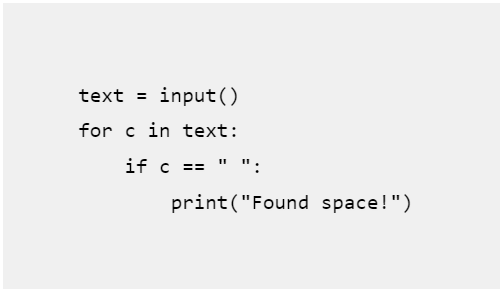 text = input()
for c in text:
    if c == " ":
        print("Found space!")